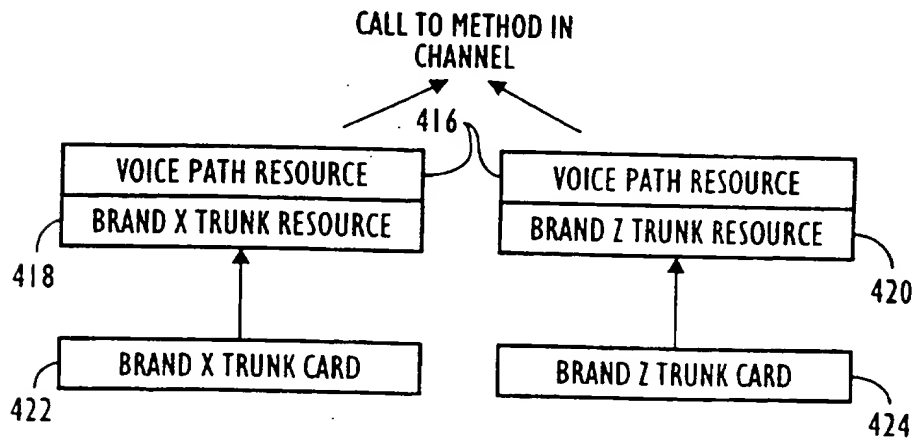 CALL TO METHOD IN
CHANNEL
416
VOICE PATH RESOURCE
BRAND X TRUNK RESOURCE
418
VOICE PATH RESOURCE
BRAND Z TRUNK RESOURCE
420
BRAND X TRUNK CARD
422
BRAND Z TRUNK CARD
424